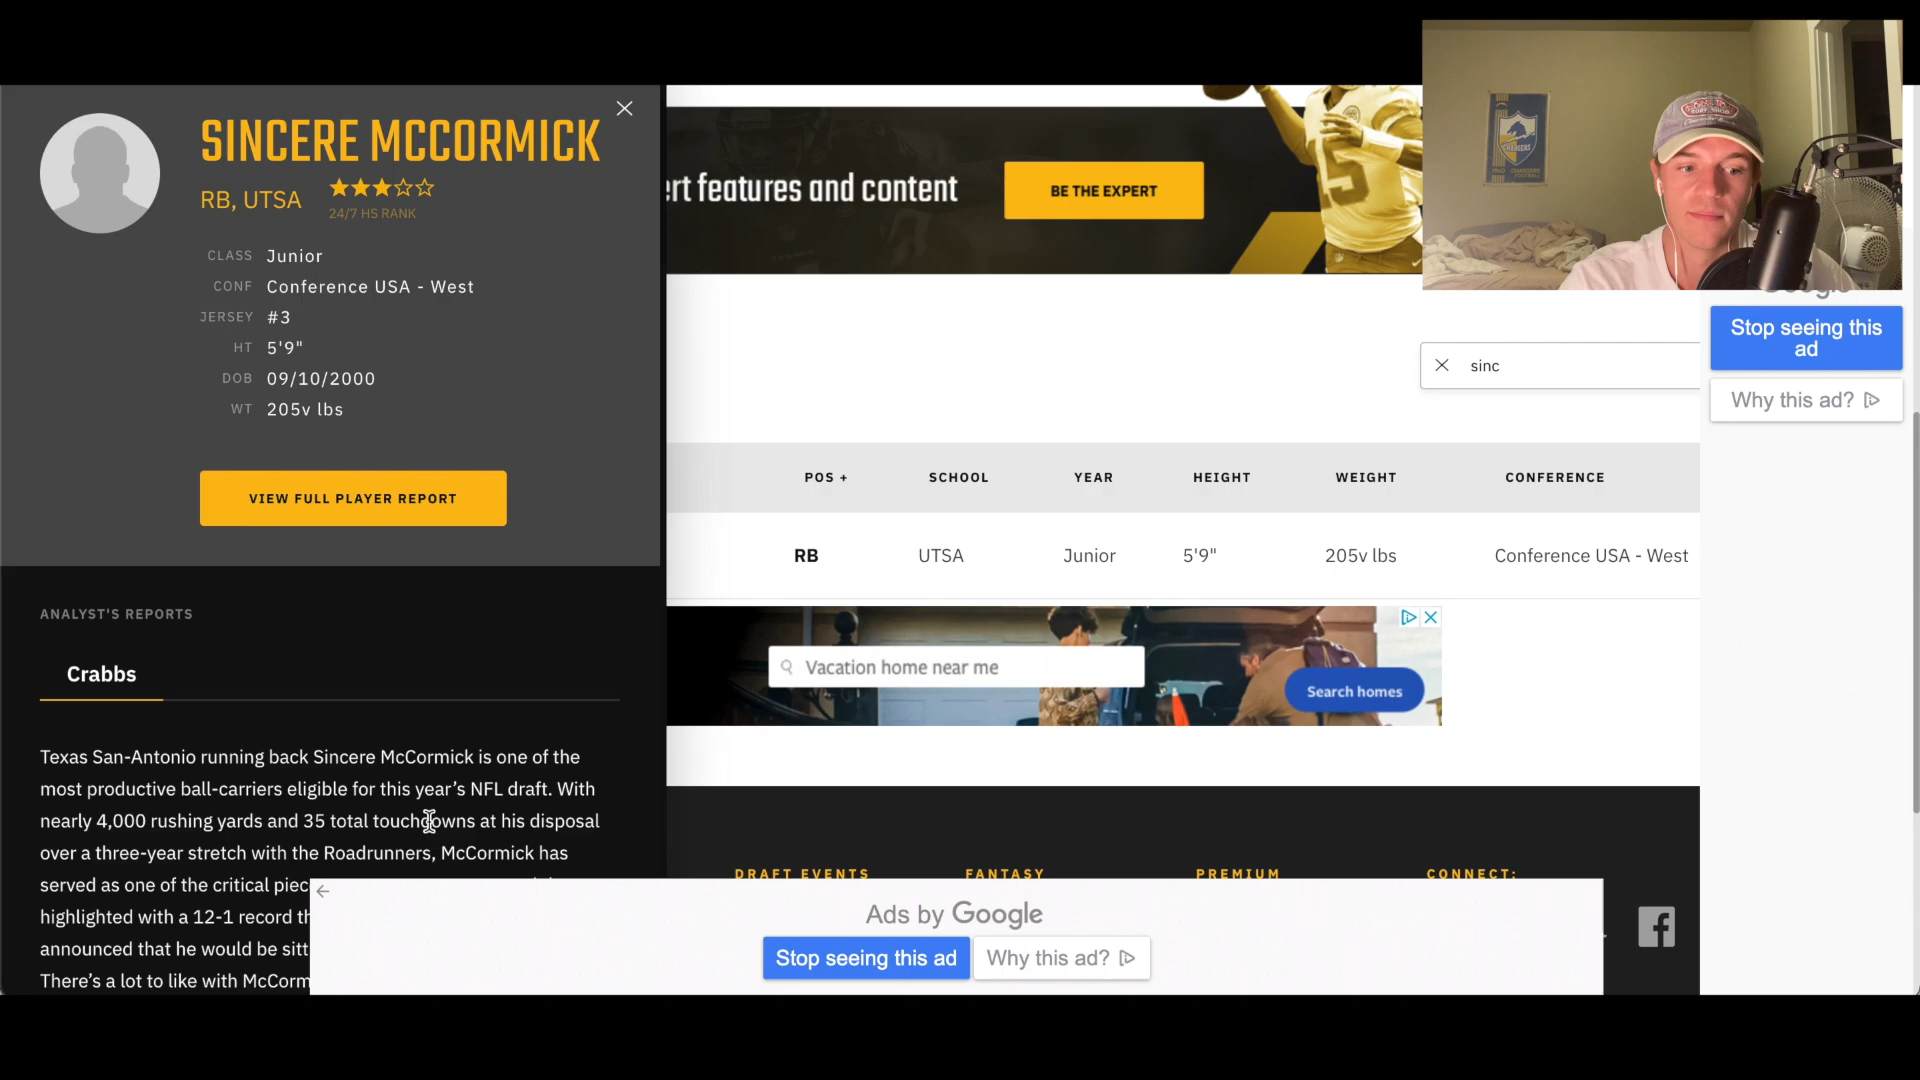 SINCERE MCCORMICK
RB, UTSA
24/7 HS RANK
CLASS Junior
CONF Conference USA - West
JERSEY #3
HT 5'9"
DOB 09/10/2000
WT 205v lbs
VIEW FULL PLAYER REPORT
ANALYST'S REPORTS
Crabbs
Texas San-Antonio running back Sincere McCormick is one of the
most productive ball-carriers eligible for this year’s NFL draft. With
nearly 4,000 rushing yards and 35 total touchdowns at his disposal
over a three-year stretch with the Roadrunners, McCormick has
served as one of the critical piec
highlighted with a 12-1 record th
announced that he would be sitt
There’s a lot to like with McCorm
ert features and content
BE THE EXPERT
15
CHARGERS
Google
Stop seeing this
ad
Why this ad?
sinc
POS + SCHOOL YEAR HEIGHT WEIGHT CONFERENCE
RB UTSA Junior 5'9" 205v lbs Conference USA - West
Vacation home near me
Search homes
DRAFT EVENTS FANTASY PREMIUM CONNECT:
Ads by Google
Stop seeing this ad
Why this ad?